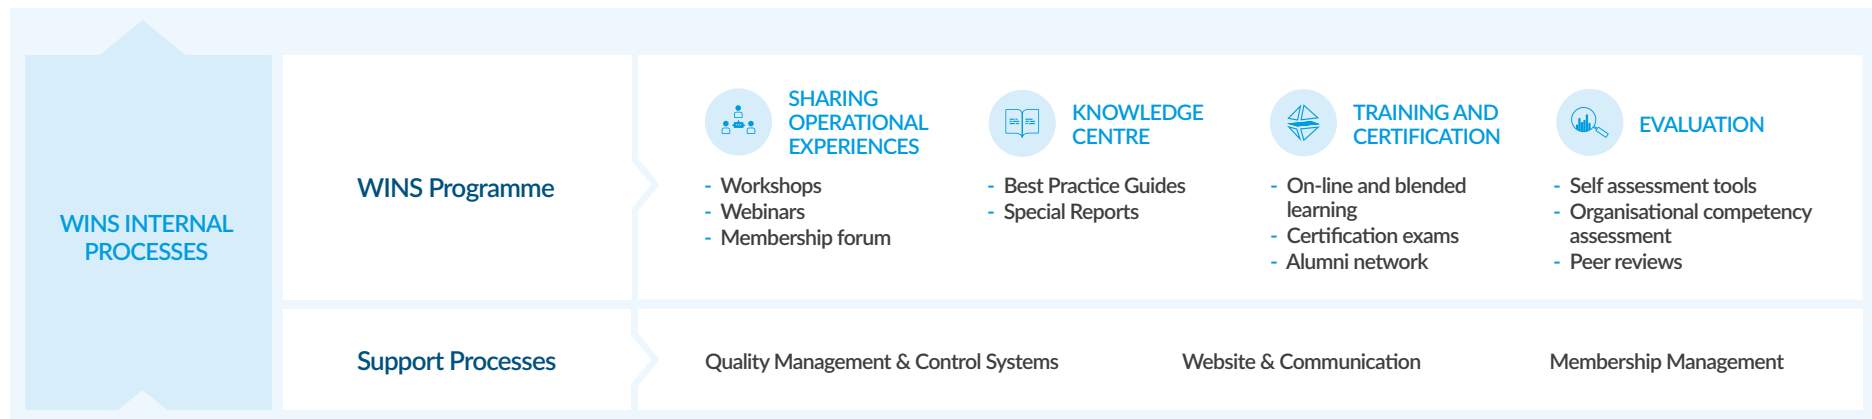 WINS INTERNAL
PROCESSES
WINS Programme
SHARING
OPERATIONAL
EXPERIENCES
- Workshops
- Webinars
- Membership forum
KNOWLEDGE
CENTRE
- Best Practice Guides
- Special Reports
TRAINING AND
CERTIFICATION
- On-line and blended
learning
- Certification exams
- Alumni network
EVALUATION
- Self assessment tools
- Organisational competency
assessment
- Peer reviews
Support Processes
Quality Management & Control Systems
Website & Communication
Membership Management